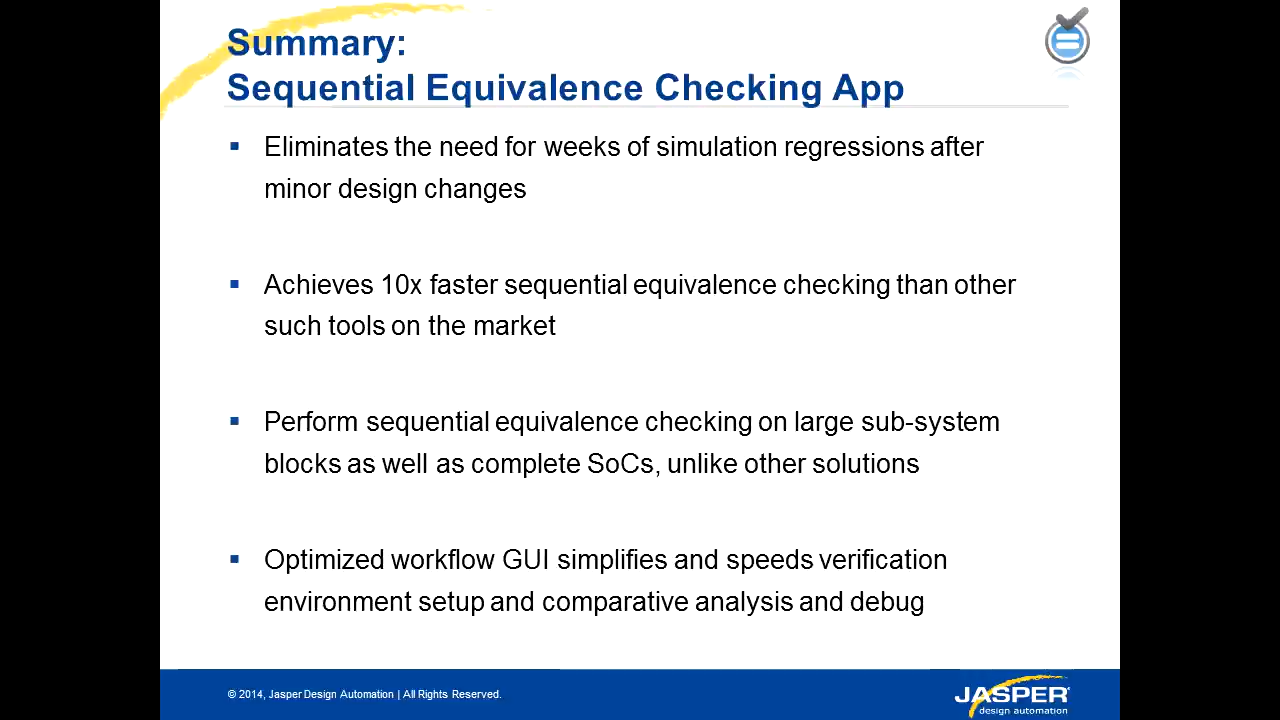 Summary:
Sequential Equivalence Checking App
▪ Eliminates the need for weeks of simulation regressions after
minor design changes
▪ Achieves 10x faster sequential equivalence checking than other
such tools on the market
▪ Perform sequential equivalence checking on large sub-system
blocks as well as complete SoCs, unlike other solutions
▪ Optimized workflow GUI simplifies and speeds verification
environment setup and comparative analysis and debug
© 2014, Jasper Design Automation | All Rights Reserved.
JASPER
design automation